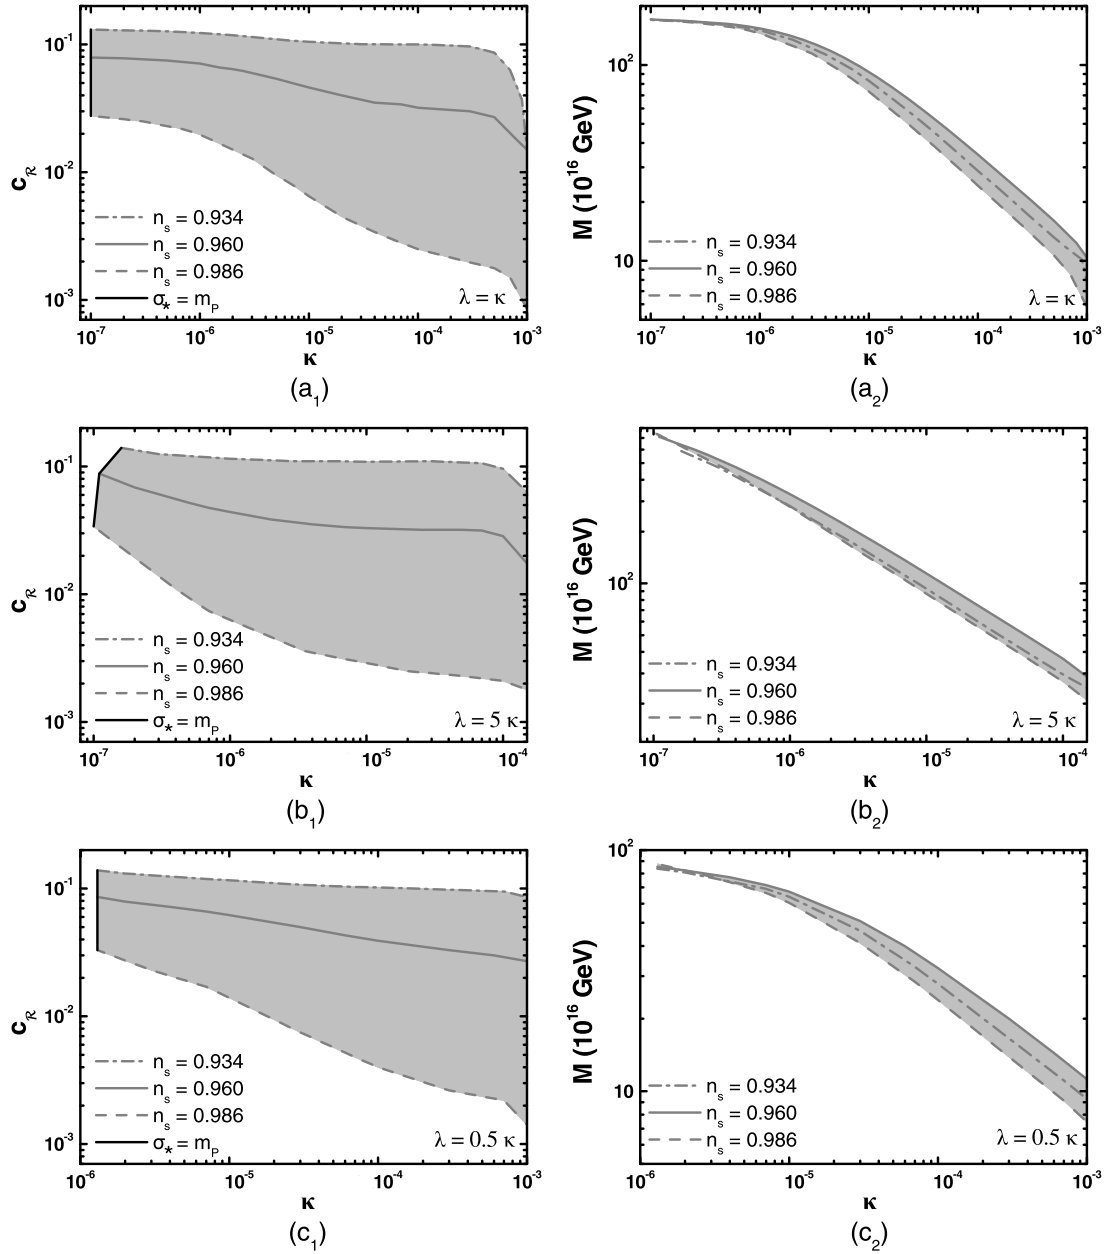 10⁻¹
10⁻²
10⁻³
c_ℛ
n_s = 0.934
n_s = 0.960
n_s = 0.986
σ_* = m_P
λ = κ
10⁻⁷ 10⁻⁶ 10⁻⁵ 10⁻⁴ 10⁻³
κ
(a₁)
10²
10
M (10¹⁶ GeV)
n_s = 0.934
n_s = 0.960
n_s = 0.986
λ = κ
10⁻⁷ 10⁻⁶ 10⁻⁵ 10⁻⁴ 10⁻³
κ
(a₂)
10⁻¹
10⁻²
10⁻³
c_ℛ
n_s = 0.934
n_s = 0.960
n_s = 0.986
σ_* = m_P
λ = 5 κ
10⁻⁷ 10⁻⁶ 10⁻⁵ 10⁻⁴
κ
(b₁)
10²
M (10¹⁶ GeV)
n_s = 0.934
n_s = 0.960
n_s = 0.986
λ = 5 κ
10⁻⁷ 10⁻⁶ 10⁻⁵ 10⁻⁴
κ
(b₂)
10⁻¹
10⁻²
10⁻³
c_ℛ
n_s = 0.934
n_s = 0.960
n_s = 0.986
σ_* = m_P
λ = 0.5 κ
10⁻⁶ 10⁻⁵ 10⁻⁴ 10⁻³
κ
(c₁)
10²
10
M (10¹⁶ GeV)
n_s = 0.934
n_s = 0.960
n_s = 0.986
λ = 0.5 κ
10⁻⁶ 10⁻⁵ 10⁻⁴ 10⁻³
κ
(c₂)